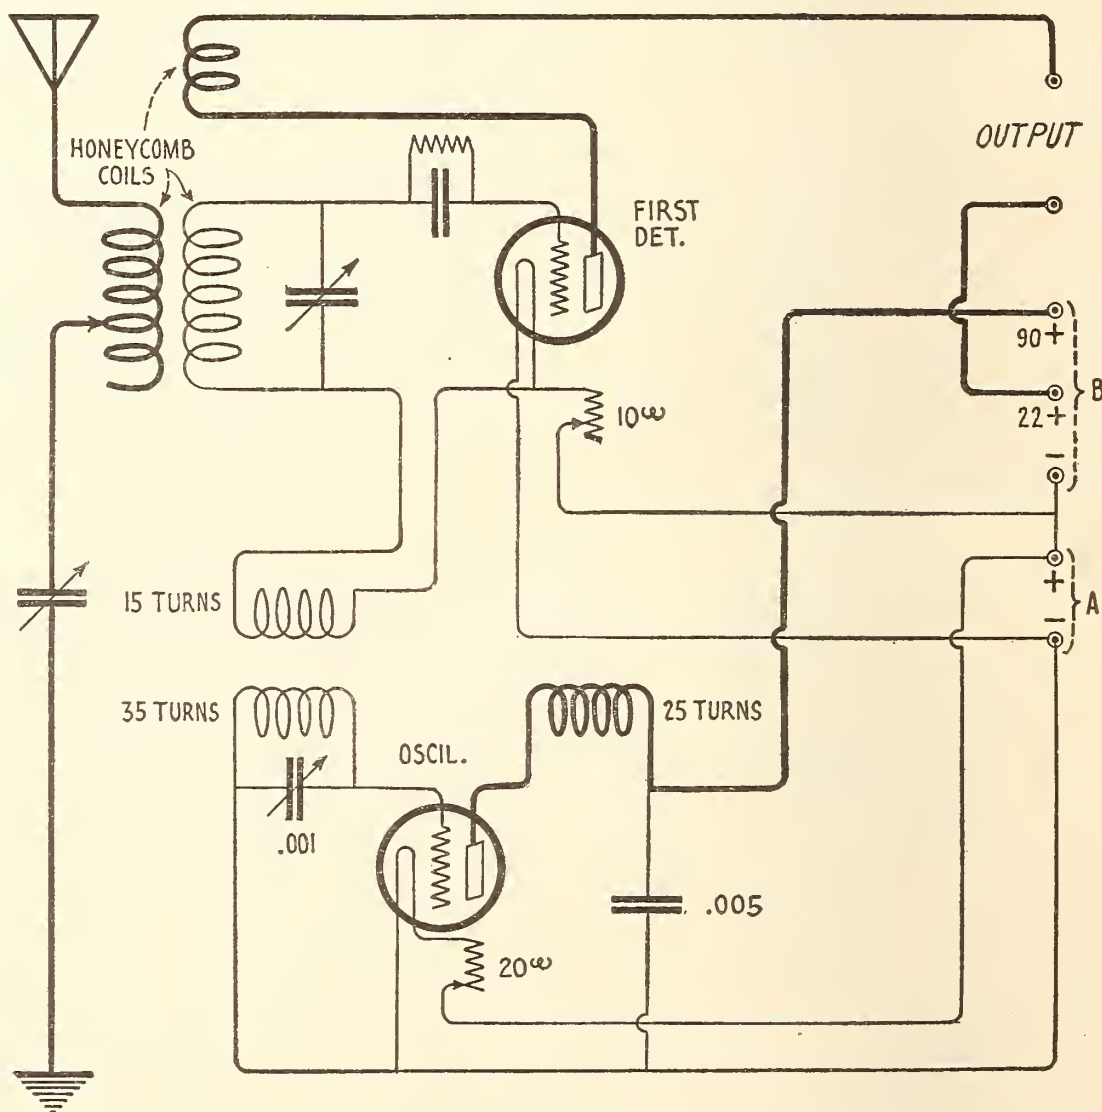 OUTPUT
HONEYCOMB
COILS
FIRST
DET.
90+
B
10ω
22+
−
+
A
−
15 TURNS
35 TURNS
25 TURNS
OSCIL.
.001
.005
20ω